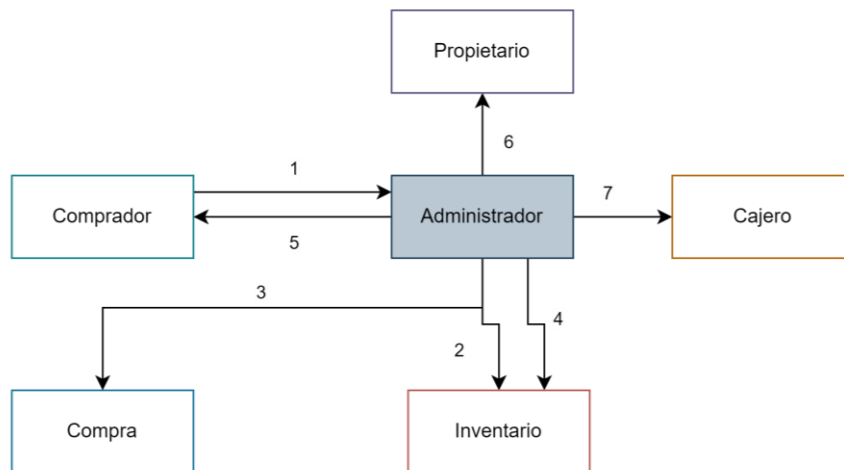 Propietario
6
1
7
Comprador
Administrador
Cajero
5
3
4
2
Compra
Inventario